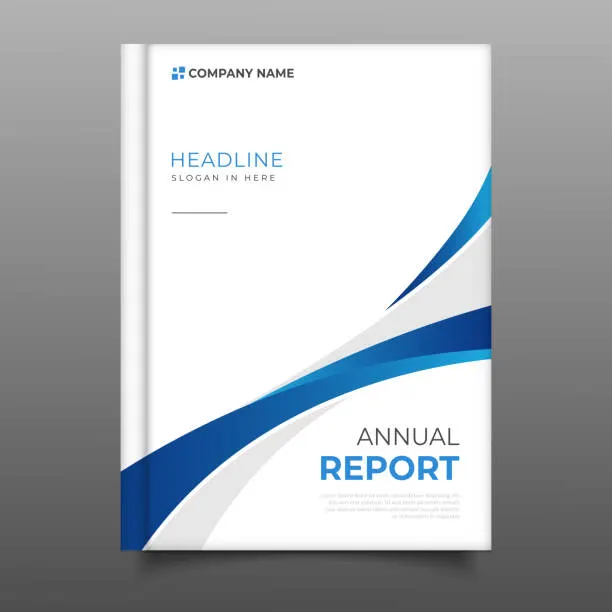 COMPANY NAME
HEADLINE
SLOGAN IN HERE
ANNUAL
REPORT